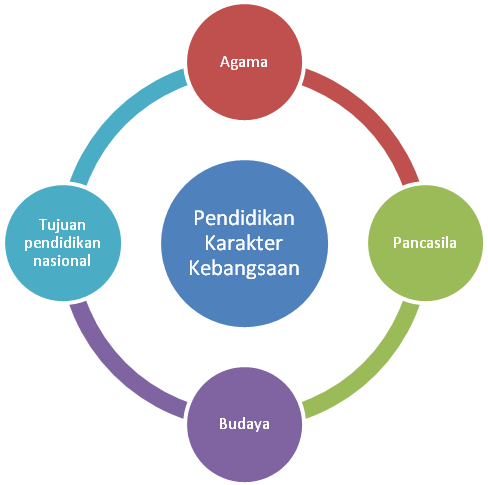 Agama
Pendidikan
Karakter
Kebangsaan
Tujuan
pendidikan
nasional
Pancasila
Budaya